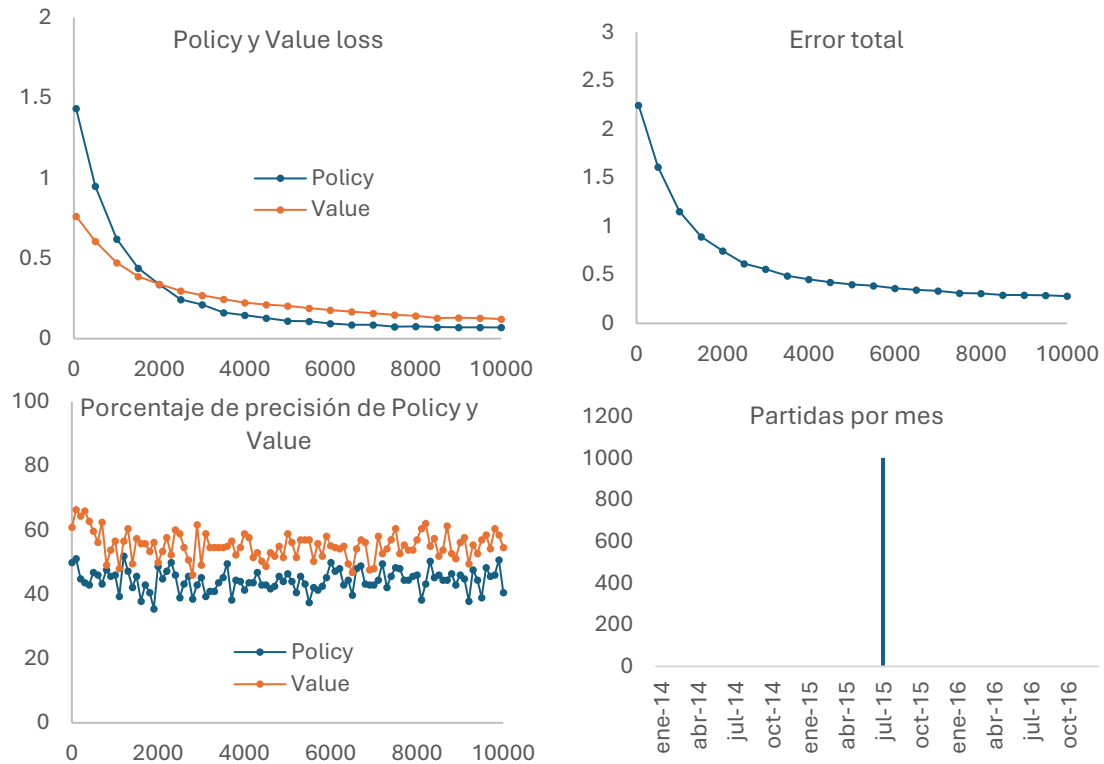 Policy y Value loss
2
1.5
1
0.5
0
Policy
Value
0 2000 4000 6000 8000 10000
Error total
3
2.5
2
1.5
1
0.5
0
0 2000 4000 6000 8000 10000
Porcentaje de precisión de Policy y
Value
100
80
60
40
20
0
Policy
Value
0 2000 4000 6000 8000 10000
Partidas por mes
1200
1000
800
600
400
200
0
ene-14
abr-14
jul-14
oct-14
ene-15
abr-15
jul-15
oct-15
ene-16
abr-16
jul-16
oct-16